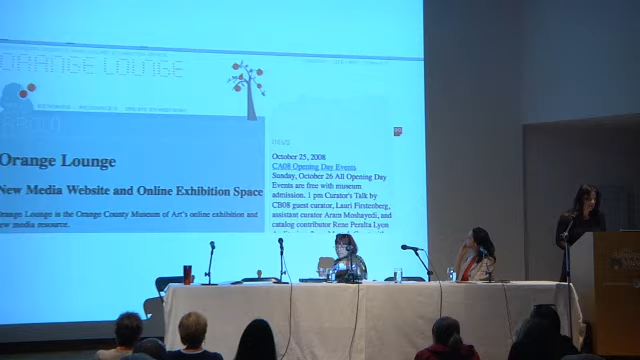 ORANGE LOUNGE
news
October 25, 2008
CA08 Opening Day Events
Sunday, October 26 All Opening Day
Events are free with museum
admission. 1 pm Curator's Talk by
CB08 guest curator, Lauri Firstenberg,
assistant curator Aram Moshayedi, and
catalog contributor Rene Peralta Lyon
Orange Lounge
New Media Website and Online Exhibition Space
Orange Lounge is the Orange County Museum of Art's online exhibition and
new media resource.